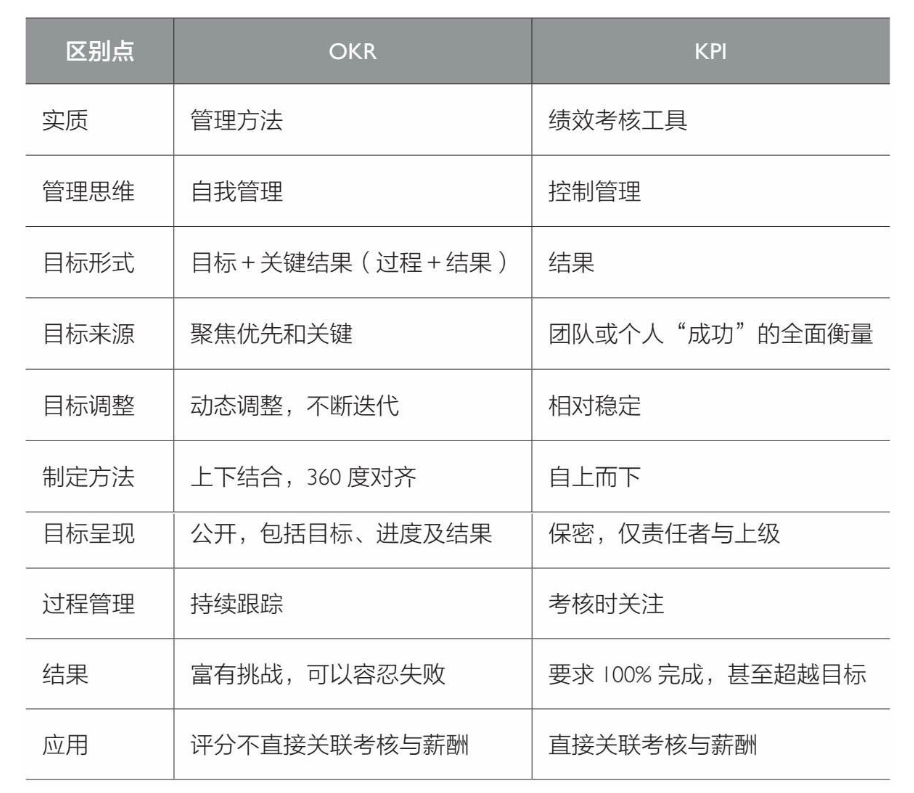 区别点 OKR KPI
实质 管理方法 绩效考核工具
管理思维 自我管理 控制管理
目标形式 目标+关键结果（过程+结果） 结果
目标来源 聚焦优先和关键 团队或个人“成功”的全面衡量
目标调整 动态调整，不断迭代 相对稳定
制定方法 上下结合，360度对齐 自上而下
目标呈现 公开，包括目标、进度及结果 保密，仅责任者与上级
过程管理 持续跟踪 考核时关注
结果 富有挑战，可以容忍失败 要求100%完成，甚至超越目标
应用 评分不直接关联考核与薪酬 直接关联考核与薪酬